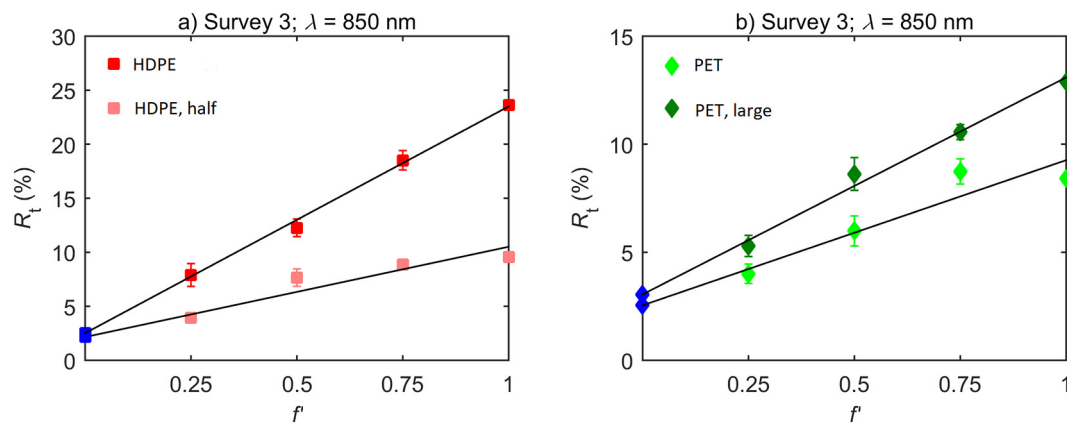 a) Survey 3; λ = 850 nm
30
25
20
15
10
5
0
R_t (%)
HDPE
HDPE, half
0.25
0.5
0.75
1
f'
b) Survey 3; λ = 850 nm
15
10
5
0
R_t (%)
PET
PET, large
0.25
0.5
0.75
1
f'